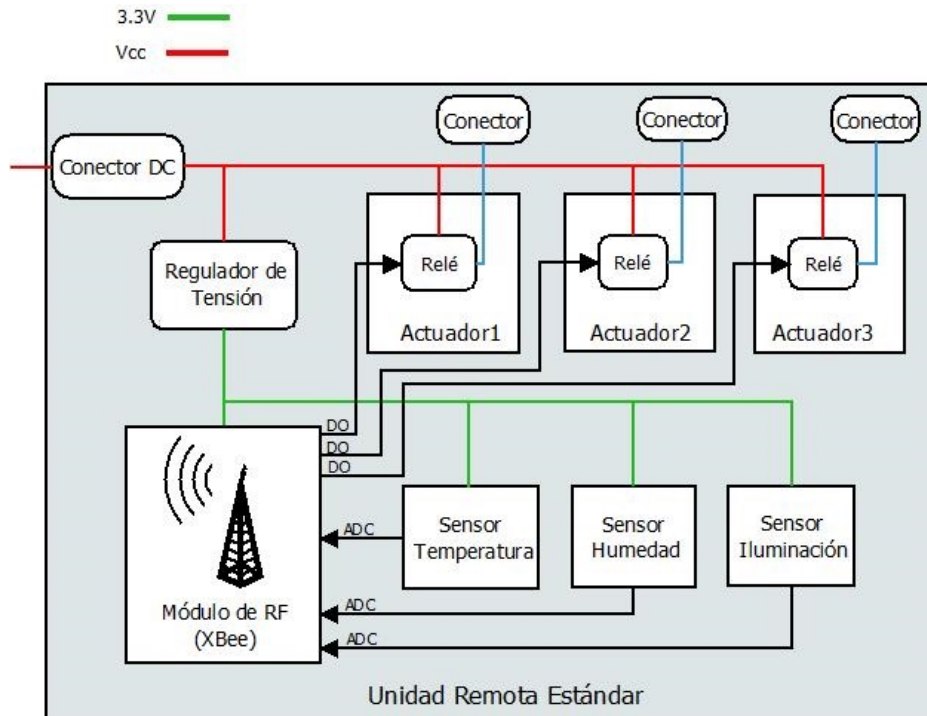 3.3V
Vcc
Conector
Conector
Conector
Conector DC
Regulador de
Tensión
Relé
Relé
Relé
Actuador1
Actuador2
Actuador3
DO
DO
DO
Sensor
Temperatura
Sensor
Humedad
Sensor
Iluminación
ADC
ADC
ADC
Módulo de RF
(XBee)
Unidad Remota Estándar